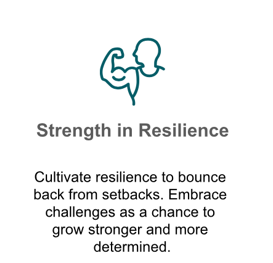 Strength in Resilience
Cultivate resilience to bounce
back from setbacks. Embrace
challenges as a chance to
grow stronger and more
determined.